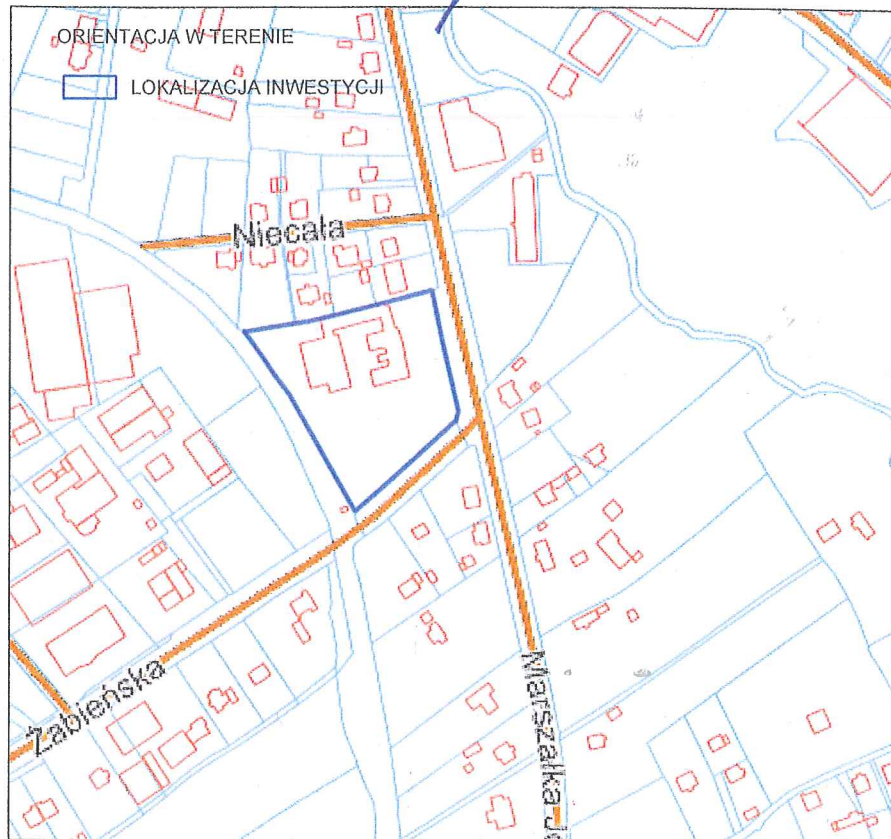 ORIENTACJA W TERENIE
LOKALIZACJA INWESTYCJI
Niecała
Żabieńska
Marszałka J